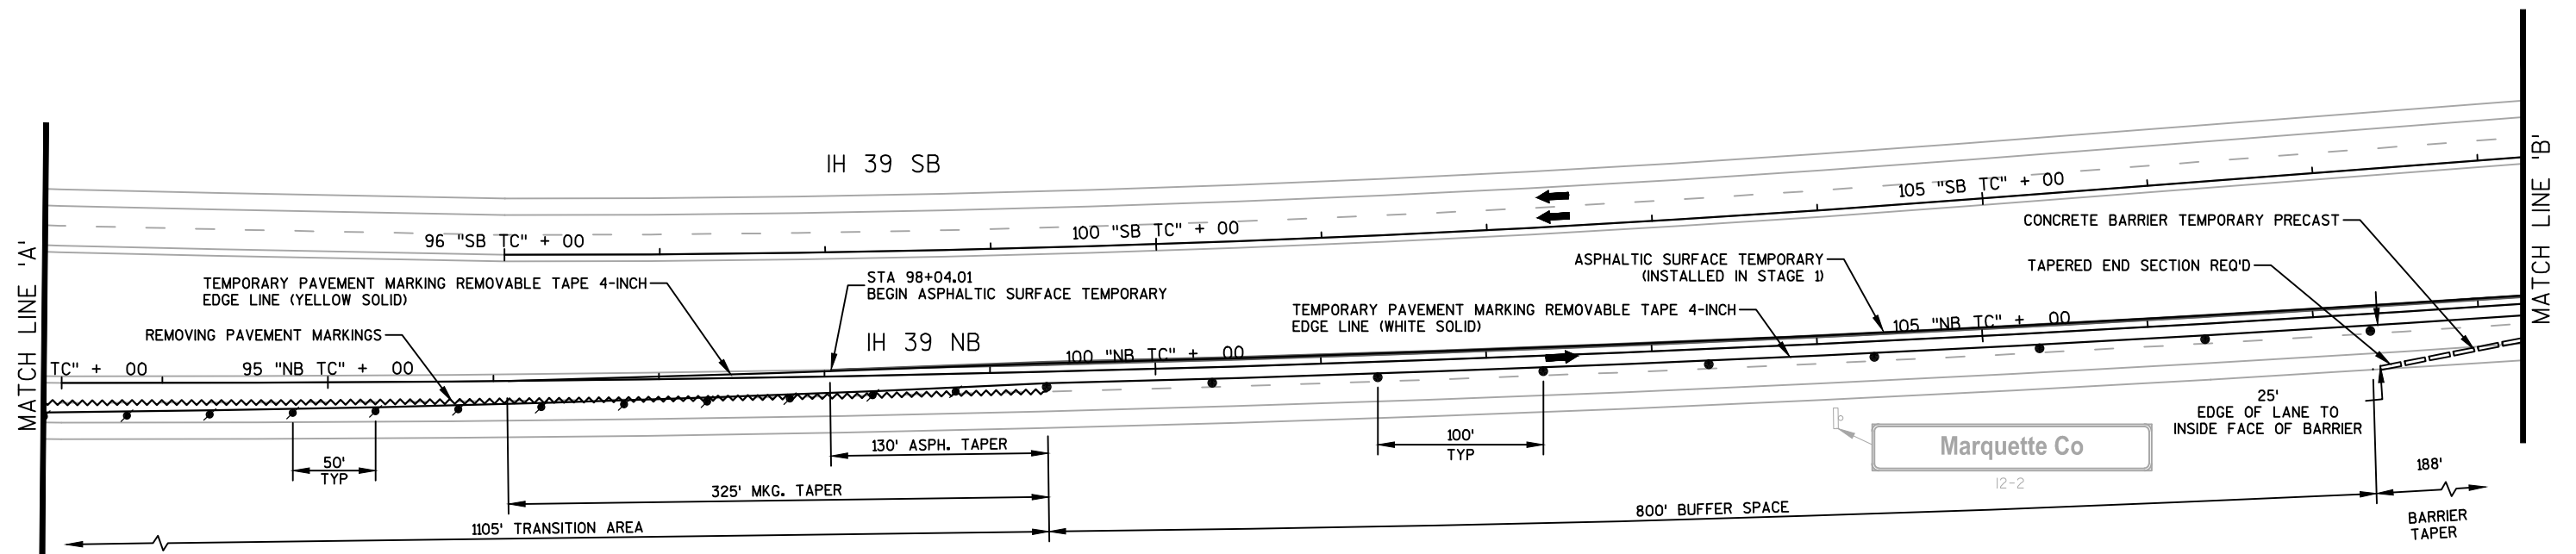 IH 39 SB
105 "SB TC" + 00
MATCH LINE 'B'
CONCRETE BARRIER TEMPORARY PRECAST
100 "SB TC" + 00
96 "SB TC" + 00
MATCH LINE 'A'
ASPHALTIC SURFACE TEMPORARY
(INSTALLED IN STAGE 1)
TAPERED END SECTION REQ'D
TEMPORARY PAVEMENT MARKING REMOVABLE TAPE 4-INCH
EDGE LINE (YELLOW SOLID)
STA 98+04.01
BEGIN ASPHALTIC SURFACE TEMPORARY
TEMPORARY PAVEMENT MARKING REMOVABLE TAPE 4-INCH
EDGE LINE (WHITE SOLID)
105 "NB TC" + 00
REMOVING PAVEMENT MARKINGS
IH 39 NB
100 "NB TC" + 00
TC" + 00
95 "NB TC" + 00
25'
EDGE OF LANE TO
INSIDE FACE OF BARRIER
130' ASPH. TAPER
100'
TYP
Marquette Co
I2-2
50'
TYP
188'
325' MKG. TAPER
800' BUFFER SPACE
1105' TRANSITION AREA
BARRIER
TAPER